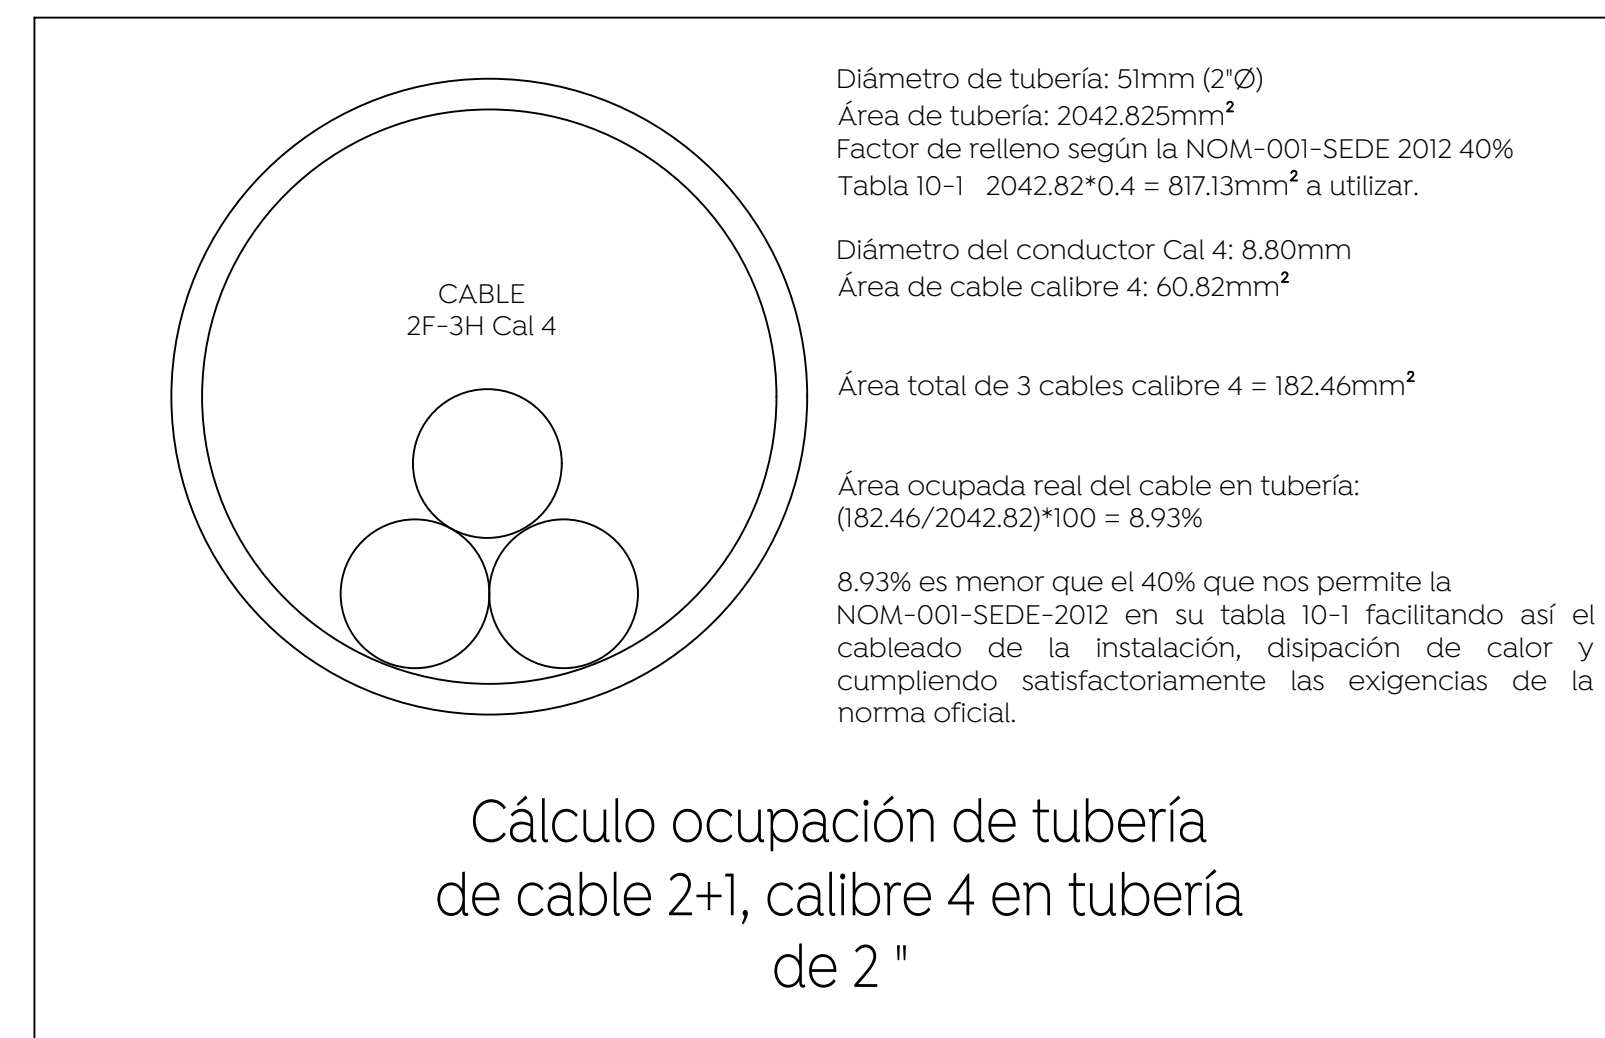 Diámetro de tubería: 51mm (2"Ø)
Área de tubería: 2042.825mm²
Factor de relleno según la NOM-001-SEDE 2012 40%
Tabla 10-1 2042.82*0.4 = 817.13mm² a utilizar.
Diámetro del conductor Cal 4: 8.80mm
Área de cable calibre 4: 60.82mm²
CABLE
2F-3H Cal 4
Área total de 3 cables calibre 4 = 182.46mm²
Área ocupada real del cable en tubería:
(182.46/2042.82)*100 = 8.93%
8.93% es menor que el 40% que nos permite la
NOM-001-SEDE-2012 en su tabla 10-1 facilitando así el
cableado de la instalación, disipación de calor y
cumpliendo satisfactoriamente las exigencias de la
norma oficial.
Cálculo ocupación de tubería
de cable 2+1, calibre 4 en tubería
de 2 "